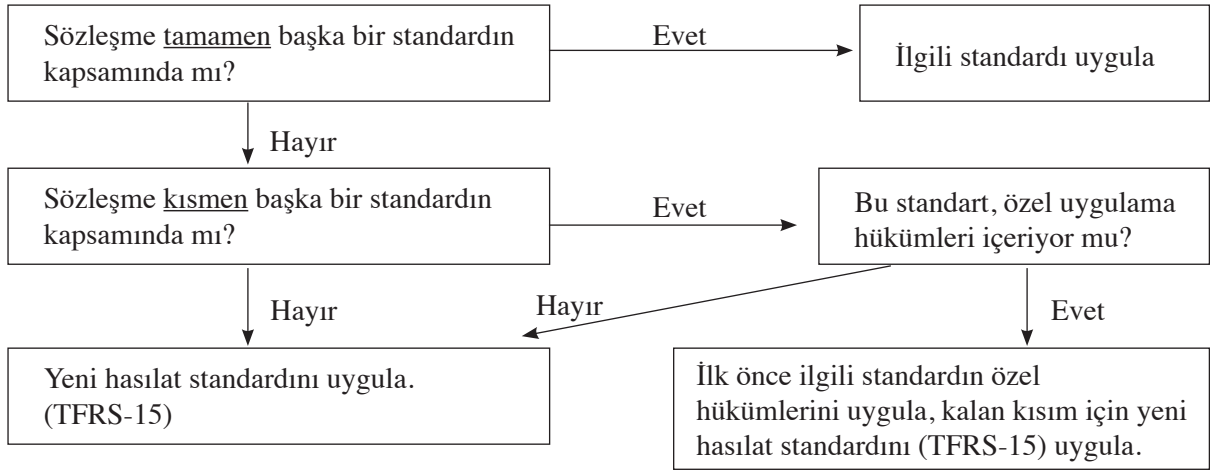 Sözleşme tamamen başka bir standardın
kapsamında mı?
Evet
İlgili standardı uygula
Hayır
Sözleşme kısmen başka bir standardın
kapsamında mı?
Evet
Bu standart, özel uygulama
hükümleri içeriyor mu?
Hayır
Hayır
Evet
Yeni hasılat standardını uygula.
(TFRS-15)
İlk önce ilgili standardın özel
hükümlerini uygula, kalan kısım için yeni
hasılat standardını (TFRS-15) uygula.